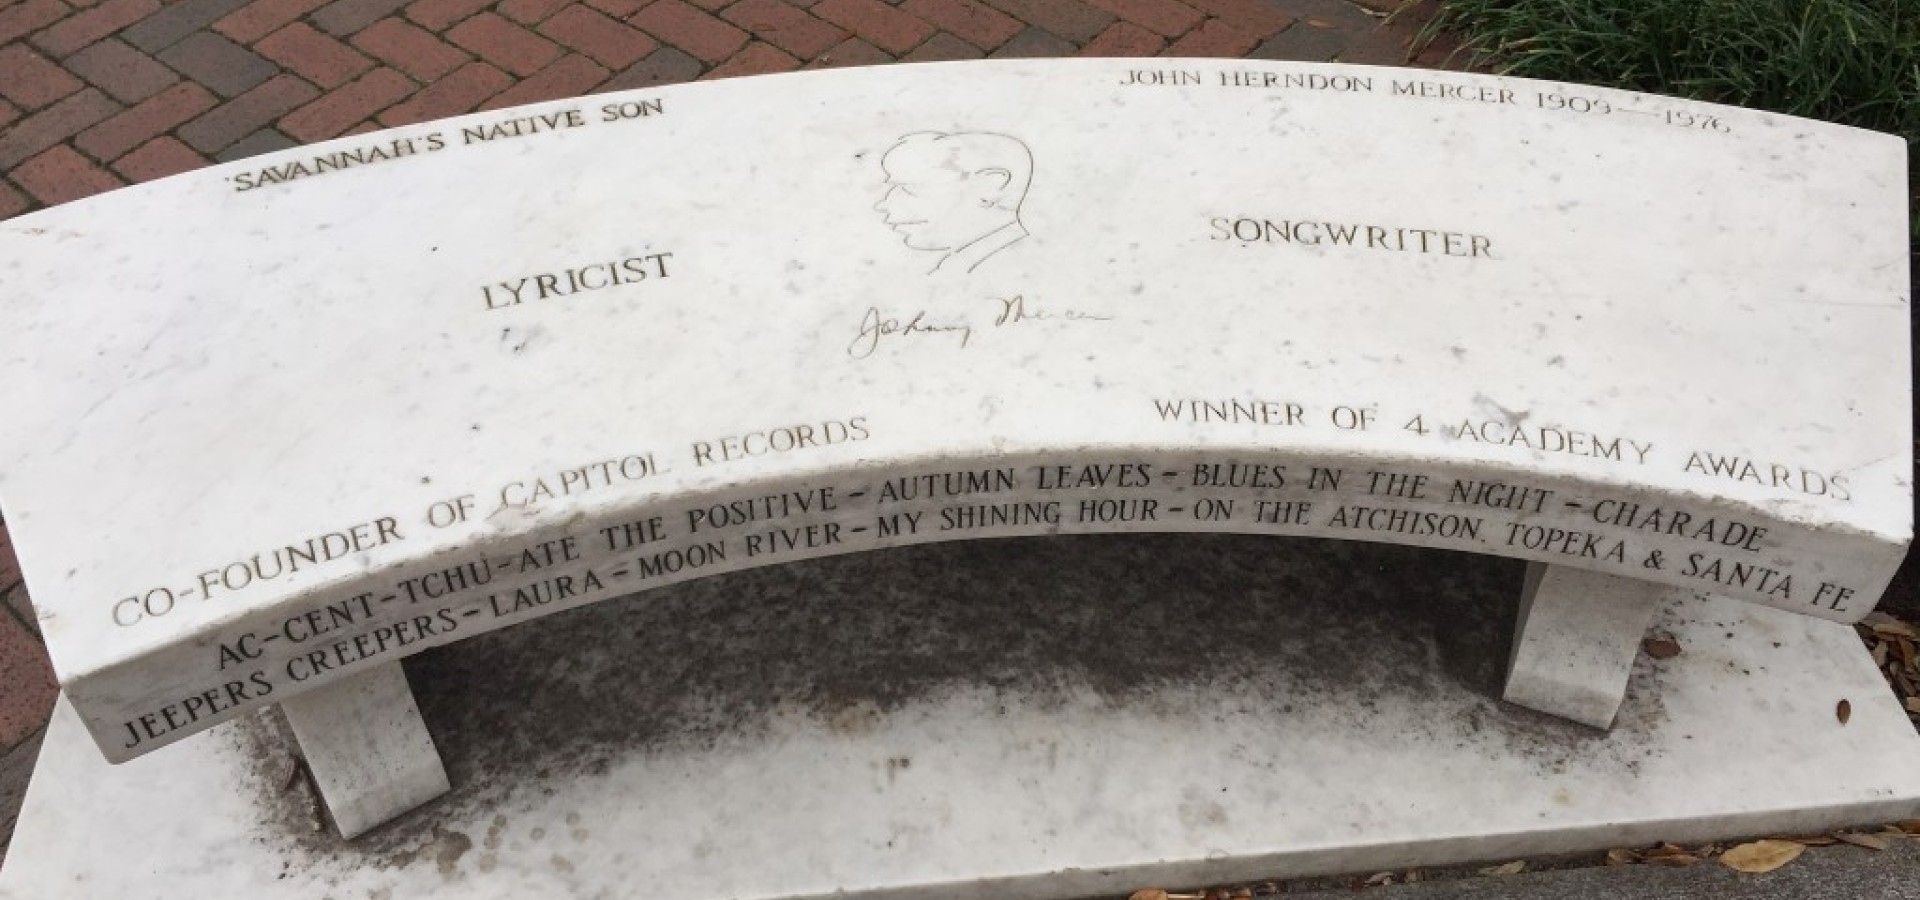 SAVANNAH'S NATIVE SON
JOHN HERNDON MERCER 1909—1976
LYRICIST
SONGWRITER
Johnny Mercer
CO-FOUNDER OF CAPITOL RECORDS
WINNER OF 4 ACADEMY AWARDS
AC-CENT-TCHU-ATE THE POSITIVE - AUTUMN LEAVES - BLUES IN THE NIGHT - CHARADE
JEEPERS CREEPERS - LAURA - MOON RIVER - MY SHINING HOUR - ON THE ATCHISON, TOPEKA & SANTA FE